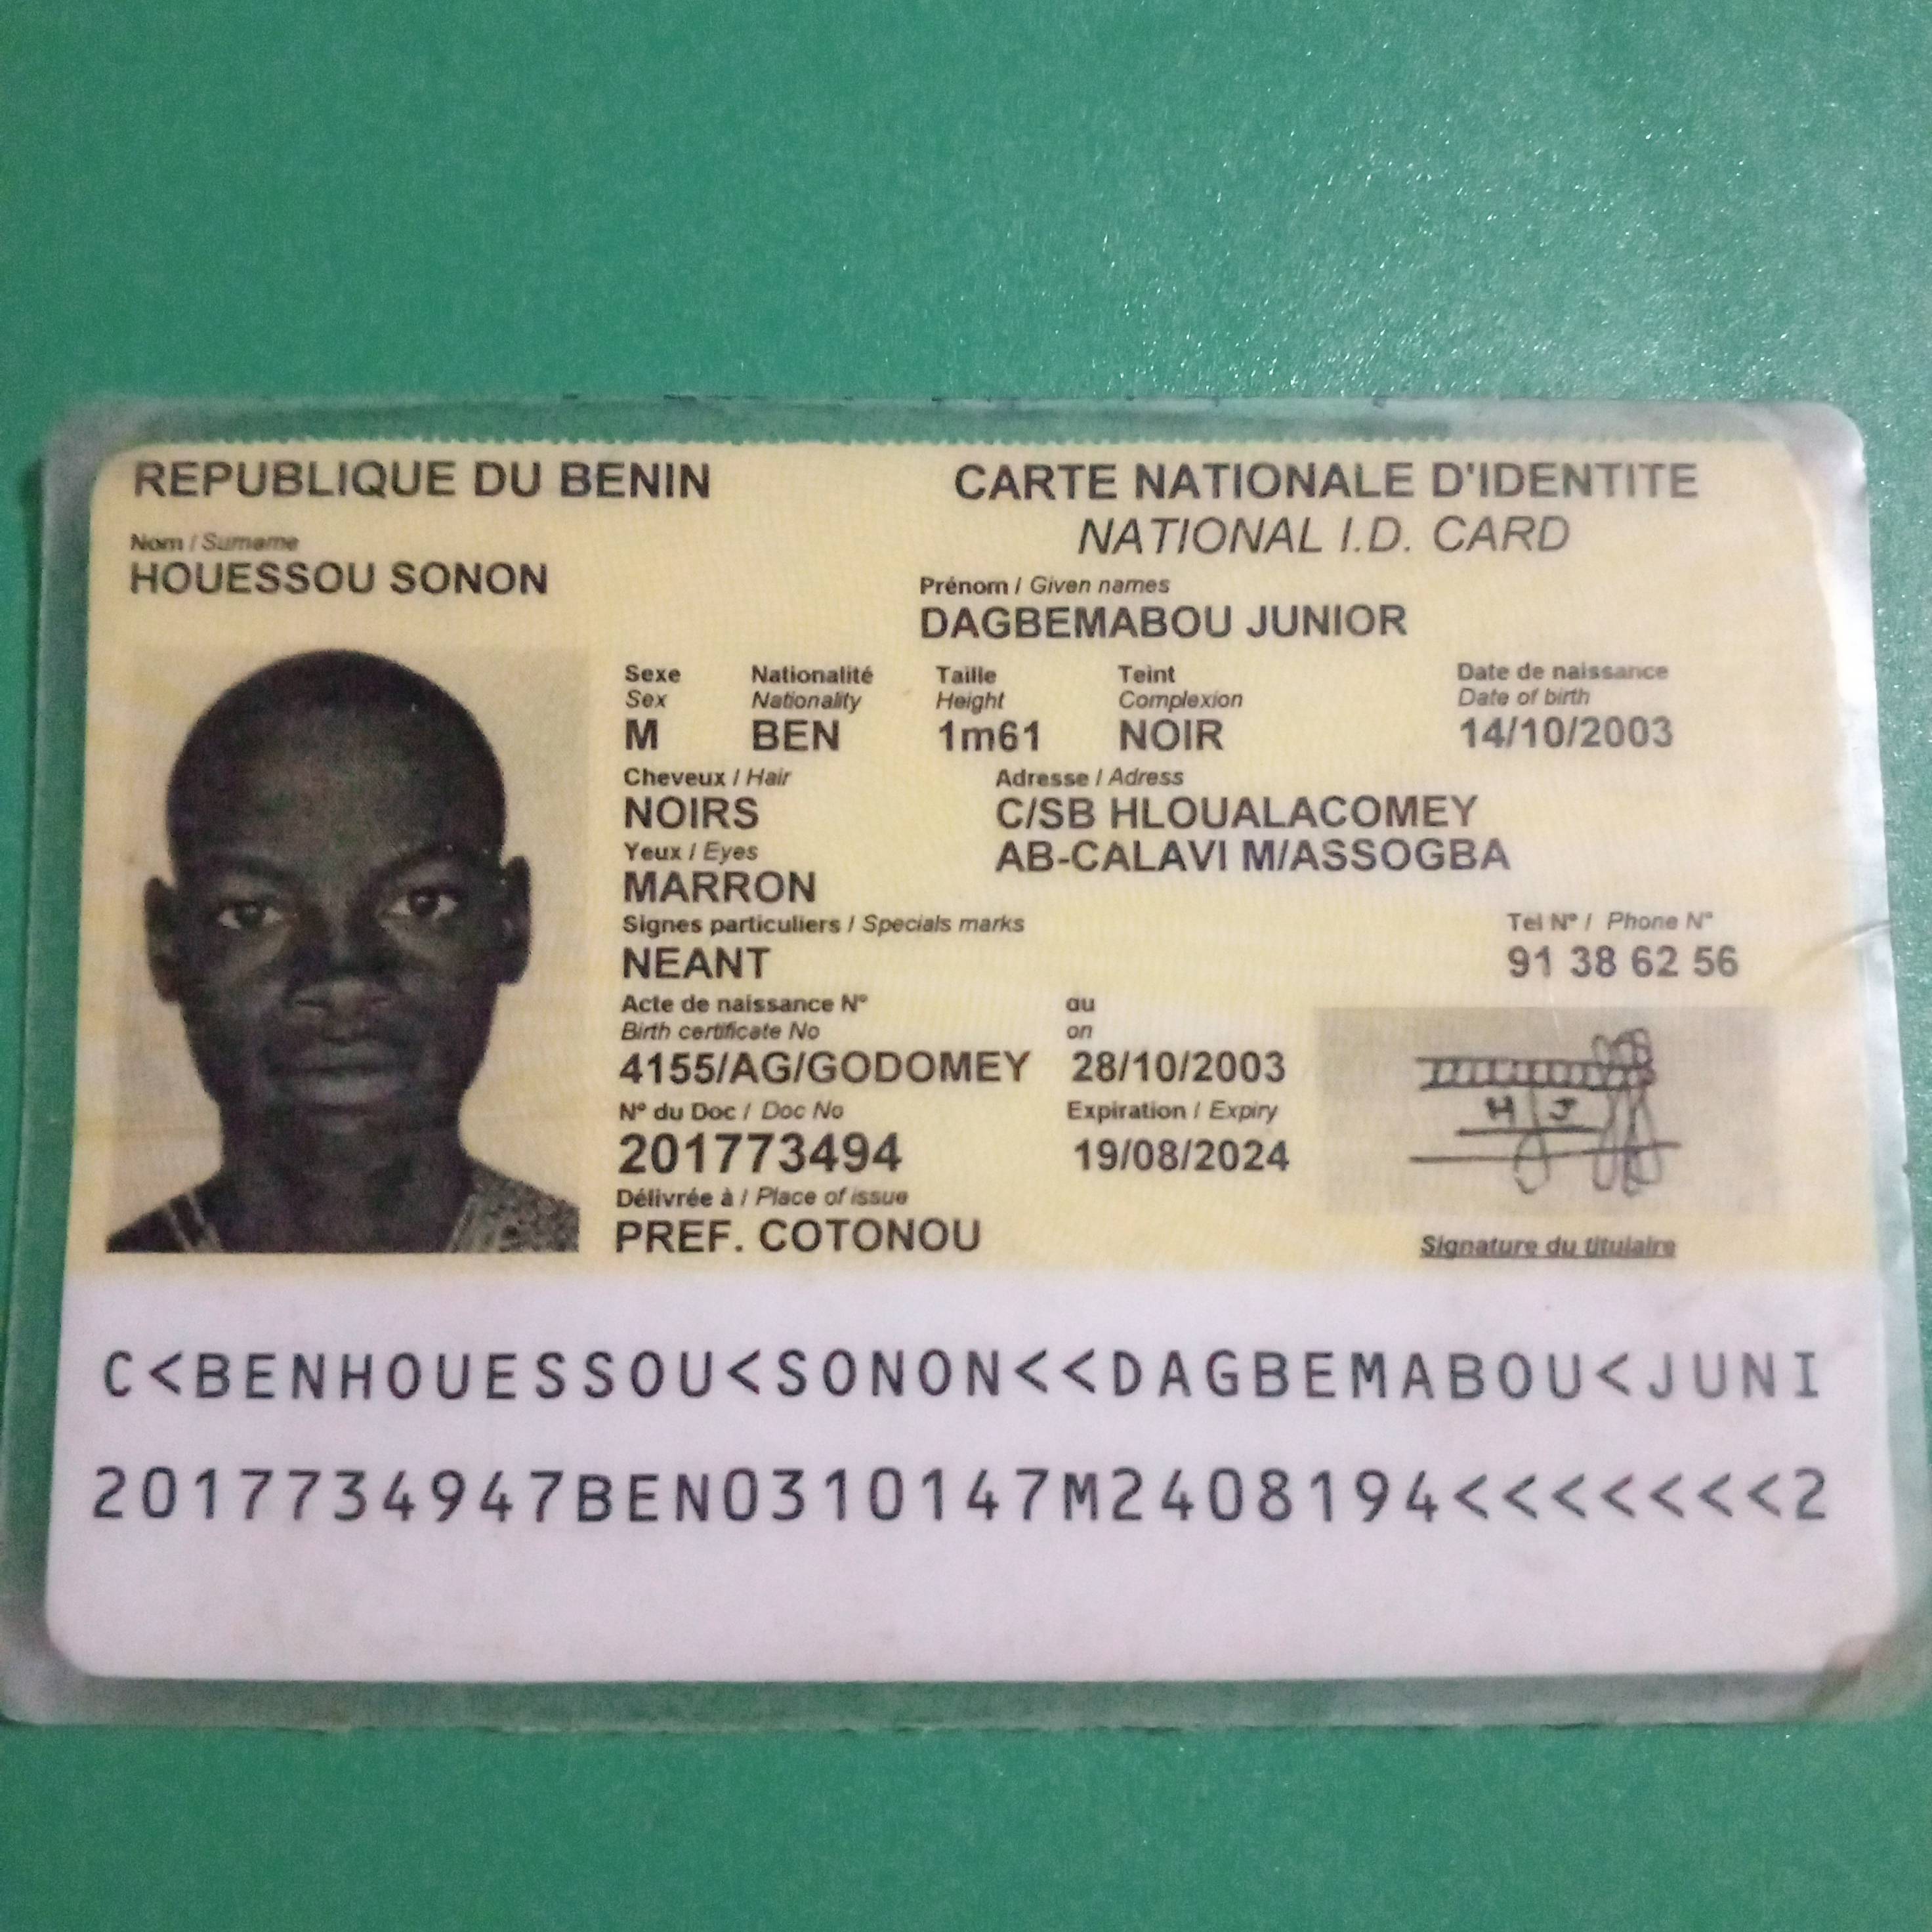 REPUBLIQUE DU BENIN
CARTE NATIONALE D'IDENTITE
NATIONAL I.D. CARD
Nom / Surname
HOUESSOU SONON
Prénom / Given names
DAGBEMABOU JUNIOR
Sexe Nationalité Taille Teint Date de naissance
Sex Nationality Height Complexion Date of birth
M BEN 1m61 NOIR 14/10/2003
Cheveux / Hair Adresse / Adress
NOIRS C/SB HLOUALACOMEY
Yeux / Eyes AB-CALAVI M/ASSOGBA
MARRON
Signes particuliers / Specials marks Tel N° / Phone N°
NEANT 91 38 62 56
Acte de naissance N° au
Birth certificate No on
4155/AG/GODOMEY 28/10/2003
N° du Doc / Doc No Expiration / Expiry
201773494 19/08/2024
H J
Délivrée à / Place of issue
PREF. COTONOU
Signature du titulaire
C<BENHOUESSOU<SONON<<DAGBEMABOU<JUNI
2017734947BEN0310147M2408194<<<<<<<2